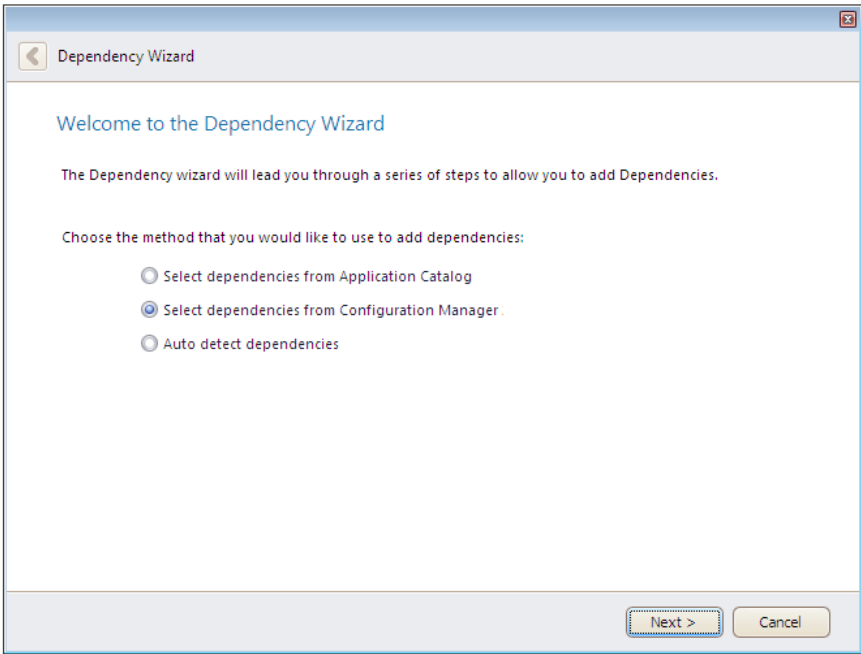 Dependency Wizard
Welcome to the Dependency Wizard
The Dependency wizard will lead you through a series of steps to allow you to add Dependencies.
Choose the method that you would like to use to add dependencies:
Select dependencies from Application Catalog
Select dependencies from Configuration Manager
Auto detect dependencies
Next >
Cancel